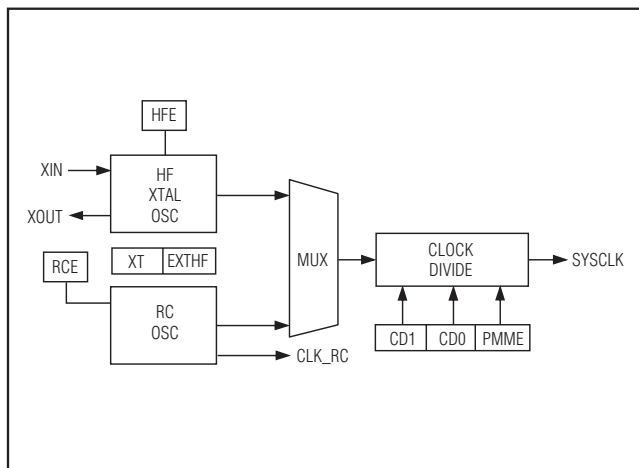 HFE
XIN
HF
XTAL
OSC
XOUT
XT
EXTHF
RCE
RC
OSC
MUX
CLK_RC
CLOCK
DIVIDE
SYSCLK
CD1
CD0
PMME